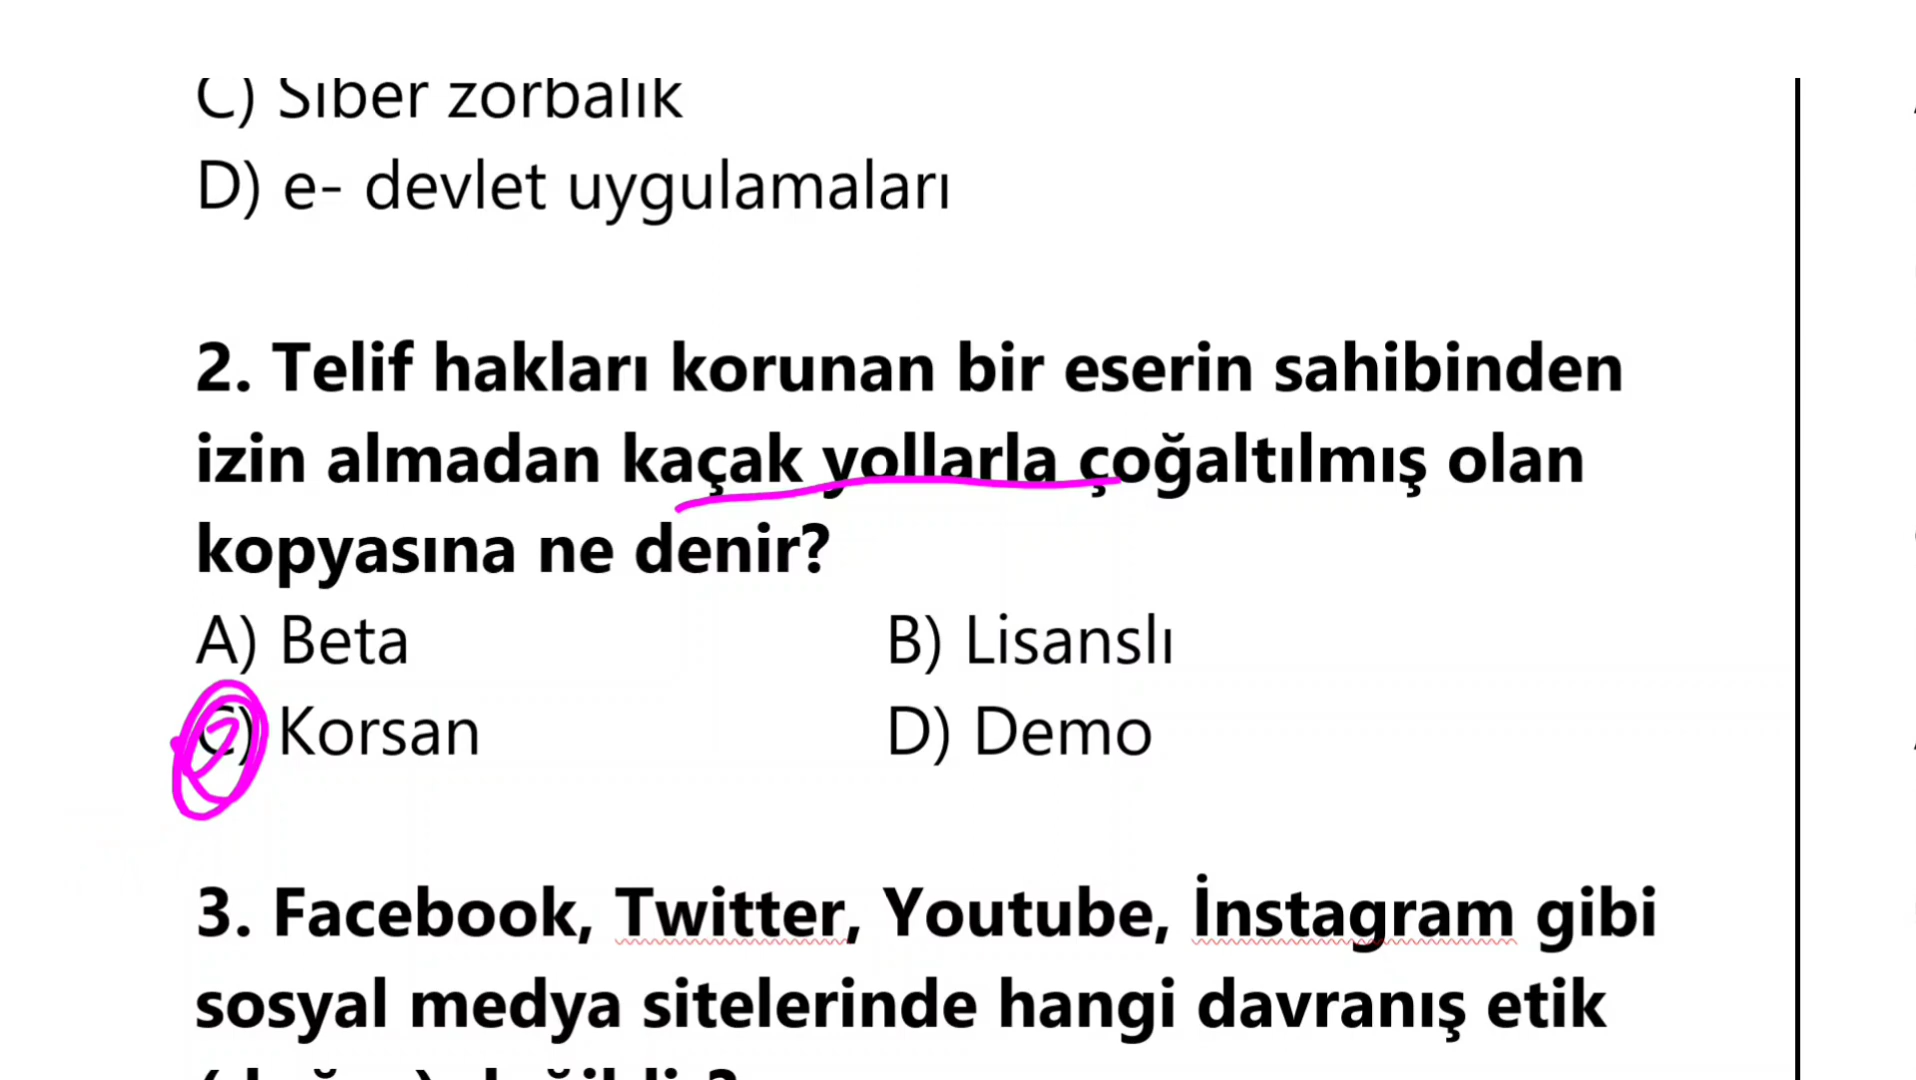 C) Siber zorbalık
D) e- devlet uygulamaları
2. Telif hakları korunan bir eserin sahibinden
izin almadan kaçak yollarla çoğaltılmış olan
kopyasına ne denir?
A) Beta B) Lisanslı
C) Korsan D) Demo
3. Facebook, Twitter, Youtube, İnstagram gibi
sosyal medya sitelerinde hangi davranış etik